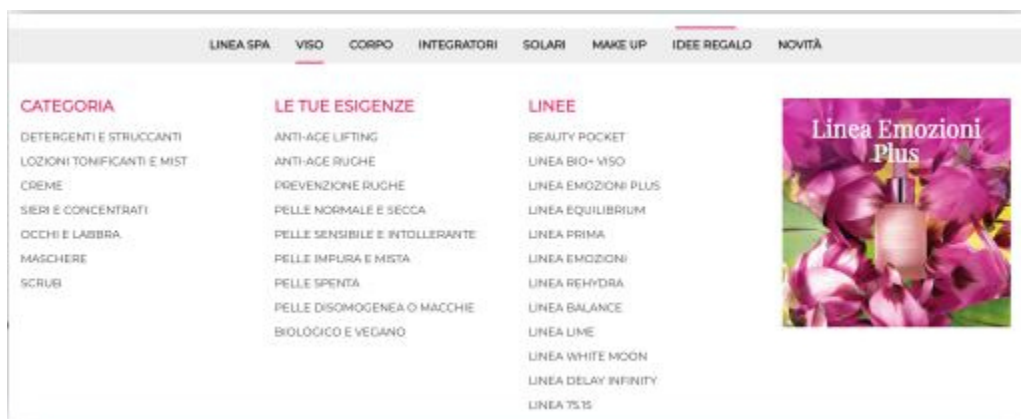 LINEA SPA VISO CORPO INTEGRATORI SOLARI MAKE UP IDEE REGALO NOVITÀ
CATEGORIA
DETERGENTI E STRUCCANTI
LOZIONI TONIFICANTI E MIST
CREME
SIERI E CONCENTRATI
OCCHI E LABBRA
MASCHERE
SCRUB
LE TUE ESIGENZE
ANTI-AGE LIFTING
ANTI-AGE RUGHE
PREVENZIONE RUGHE
PELLE NORMALE E SECCA
PELLE SENSIBILE E INTOLLERANTE
PELLE IMPURA E MISTA
PELLE SPENTA
PELLE DISOMOGENEA O MACCHIE
BIOLOGICO E VEGANO
LINEE
BEAUTY POCKET
LINEA BIO+ VISO
LINEA EMOZIONI PLUS
LINEA EQUILIBRIUM
LINEA PRIMA
LINEA EMOZIONI
LINEA REHYDRA
LINEA BALANCE
LINEA LIME
LINEA WHITE MOON
LINEA DELAY INFINITY
LINEA 75.15
Linea Emozioni
Plus